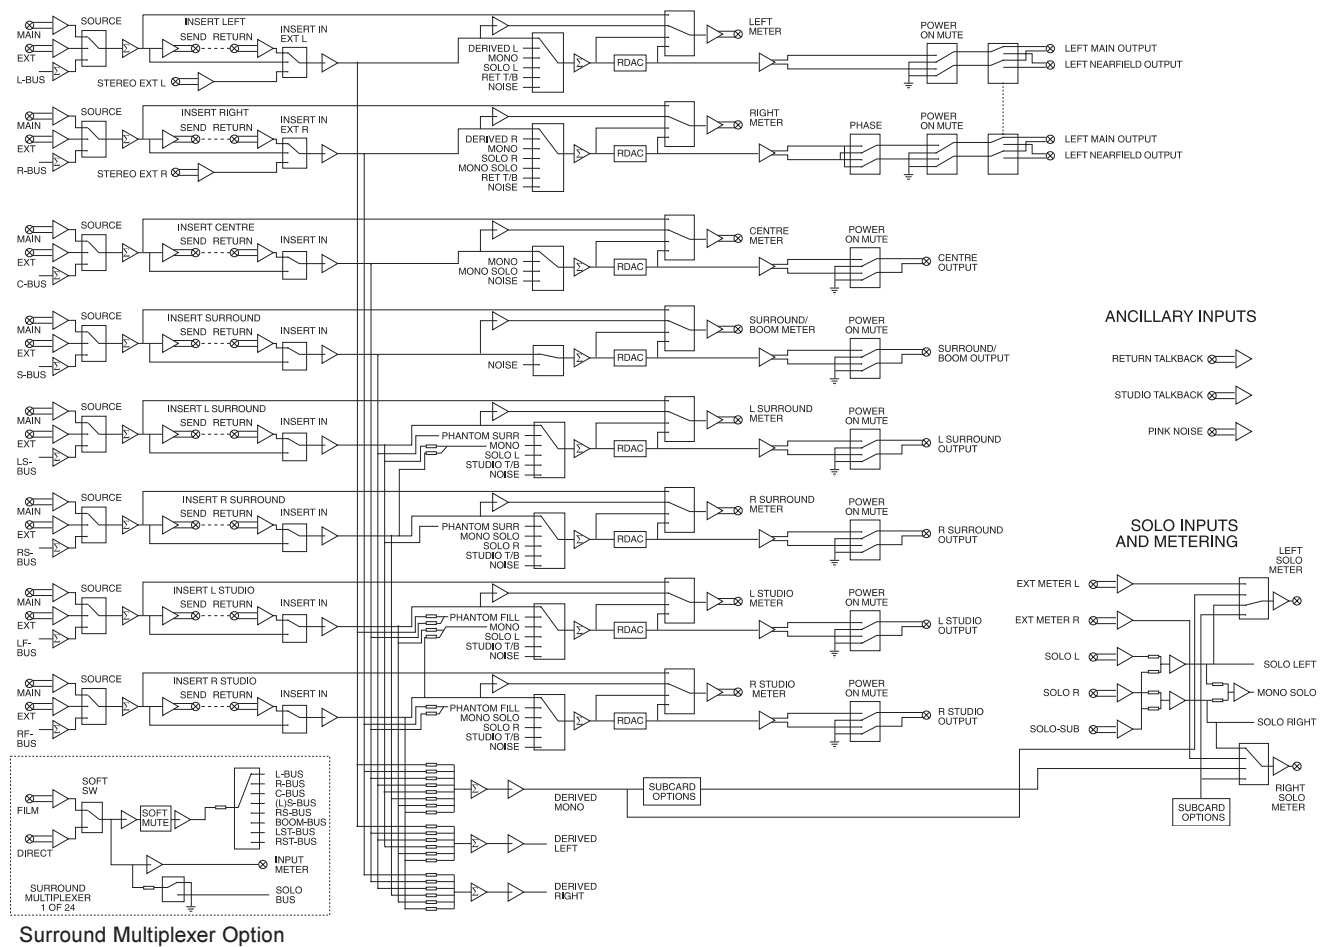 SOURCE
INSERT LEFT
INSERT IN
EXT L
MAIN
SEND RETURN
EXT
L-BUS
STEREO EXT L
DERIVED L
MONO
SOLO L
RET T/B
NOISE
RDAC
LEFT
METER
POWER
ON MUTE
LEFT MAIN OUTPUT
LEFT NEARFIELD OUTPUT
SOURCE
INSERT RIGHT
INSERT IN
EXT R
MAIN
SEND RETURN
EXT
R-BUS
STEREO EXT R
DERIVED R
MONO
SOLO R
MONO SOLO
RET T/B
NOISE
RDAC
RIGHT
METER
PHASE
POWER
ON MUTE
LEFT MAIN OUTPUT
LEFT NEARFIELD OUTPUT
SOURCE
INSERT CENTRE
MAIN
SEND RETURN
INSERT IN
EXT
C-BUS
MONO
MONO SOLO
NOISE
RDAC
CENTRE
METER
POWER
ON MUTE
CENTRE
OUTPUT
SOURCE
INSERT SURROUND
MAIN
SEND RETURN
INSERT IN
EXT
S-BUS
NOISE
RDAC
SURROUND/
BOOM METER
POWER
ON MUTE
SURROUND/
BOOM OUTPUT
SOURCE
INSERT L SURROUND
MAIN
SEND RETURN
INSERT IN
EXT
LS-
BUS
PHANTOM SURR
MONO
SOLO L
STUDIO T/B
NOISE
RDAC
L SURROUND
METER
POWER
ON MUTE
L SURROUND
OUTPUT
SOURCE
INSERT R SURROUND
MAIN
SEND RETURN
INSERT IN
EXT
RS-
BUS
PHANTOM SURR
MONO SOLO
SOLO R
STUDIO T/B
NOISE
RDAC
R SURROUND
METER
POWER
ON MUTE
R SURROUND
OUTPUT
SOURCE
INSERT L STUDIO
MAIN
SEND RETURN
INSERT IN
EXT
LF-
BUS
PHANTOM FILL
MONO
SOLO L
STUDIO T/B
NOISE
RDAC
L STUDIO
METER
POWER
ON MUTE
L STUDIO
OUTPUT
SOURCE
INSERT R STUDIO
MAIN
SEND RETURN
INSERT IN
EXT
RF-
BUS
PHANTOM FILL
MONO SOLO
SOLO R
STUDIO T/B
NOISE
RDAC
R STUDIO
METER
POWER
ON MUTE
R STUDIO
OUTPUT
ANCILLARY INPUTS
RETURN TALKBACK
STUDIO TALKBACK
PINK NOISE
SOLO INPUTS
AND METERING
LEFT
SOLO
METER
EXT METER L
EXT METER R
SOLO L
SOLO LEFT
SOLO R
MONO SOLO
SOLO RIGHT
SOLO-SUB
RIGHT
SOLO
METER
SUBCARD
OPTIONS
DERIVED
MONO
SUBCARD
OPTIONS
DERIVED
LEFT
DERIVED
RIGHT
SOFT
SW
FILM
SOFT
MUTE
DIRECT
L-BUS
R-BUS
C-BUS
(L)S-BUS
RS-BUS
BOOM-BUS
LST-BUS
RST-BUS
INPUT
METER
SOLO
BUS
SURROUND
MULTIPLEXER
1 OF 24
Surround Multiplexer Option